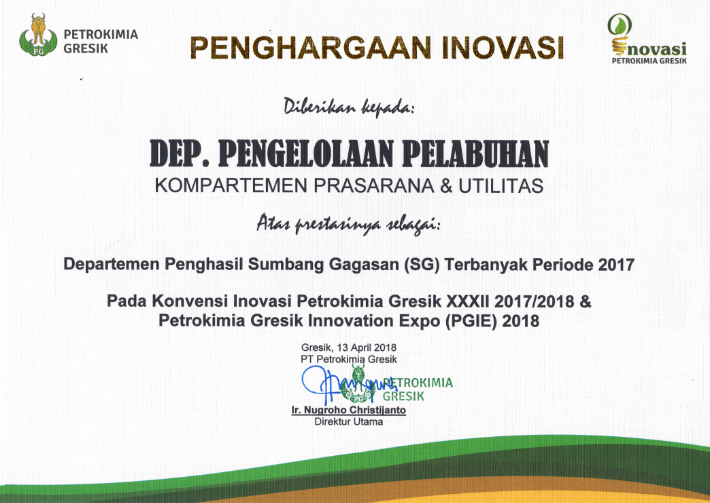 PETROKIMIA
GRESIK
PG
PENGHARGAAN INOVASI
Inovasi
PETROKIMIA GRESIK
Diberikan kepada:
DEP. PENGELOLAAN PELABUHAN
KOMPARTEMEN PRASARANA & UTILITAS
Atas prestasinya sebagai:
Departemen Penghasil Sumbang Gagasan (SG) Terbanyak Periode 2017
Pada Konvensi Inovasi Petrokimia Gresik XXXII 2017/2018 &
Petrokimia Gresik Innovation Expo (PGIE) 2018
Gresik, 13 April 2018
PT Petrokimia Gresik
PETROKIMIA
GRESIK
Ir. Nugroho Christijanto
Direktur Utama